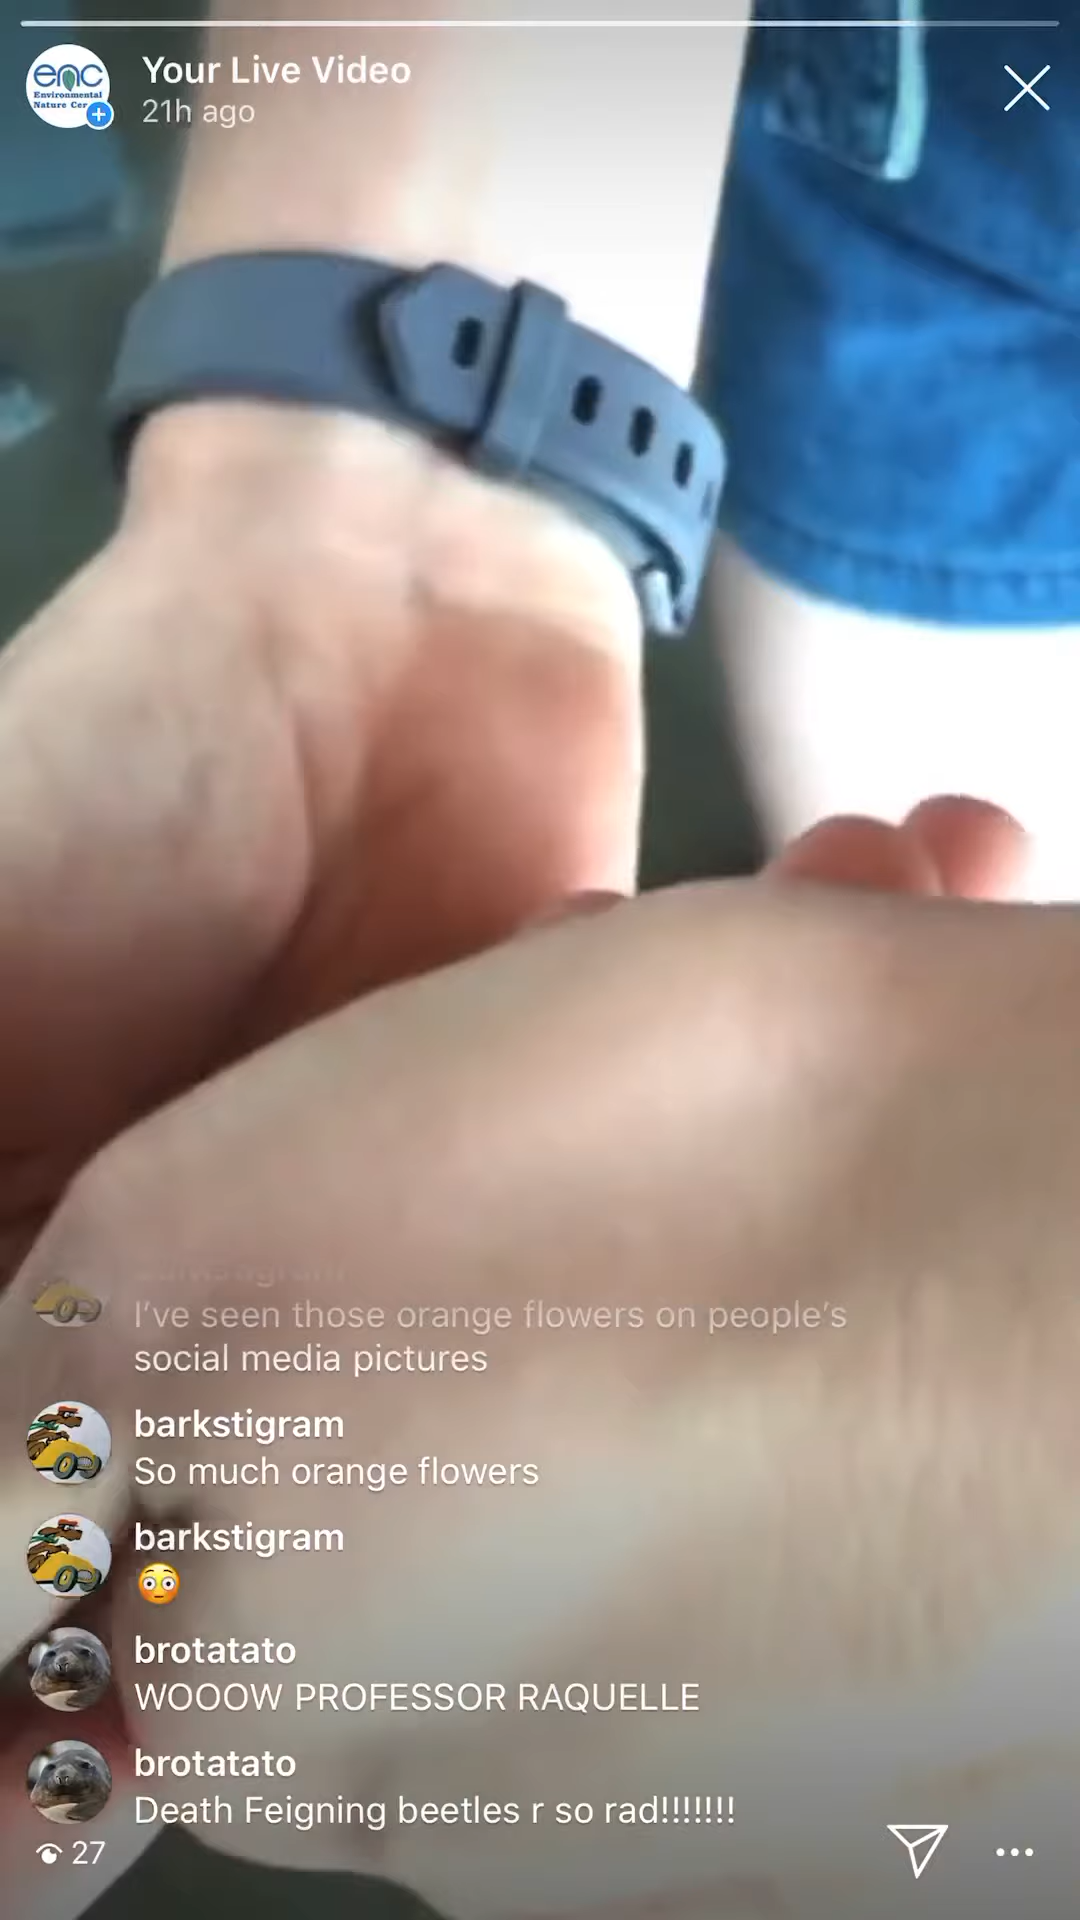 enc
Environmental
Nature Cer
Your Live Video
21h ago
I've seen those orange flowers on people's
social media pictures
barkstigram
So much orange flowers
barkstigram
😳
brotatato
WOOOW PROFESSOR RAQUELLE
brotatato
Death Feigning beetles r so rad!!!!!!!
27